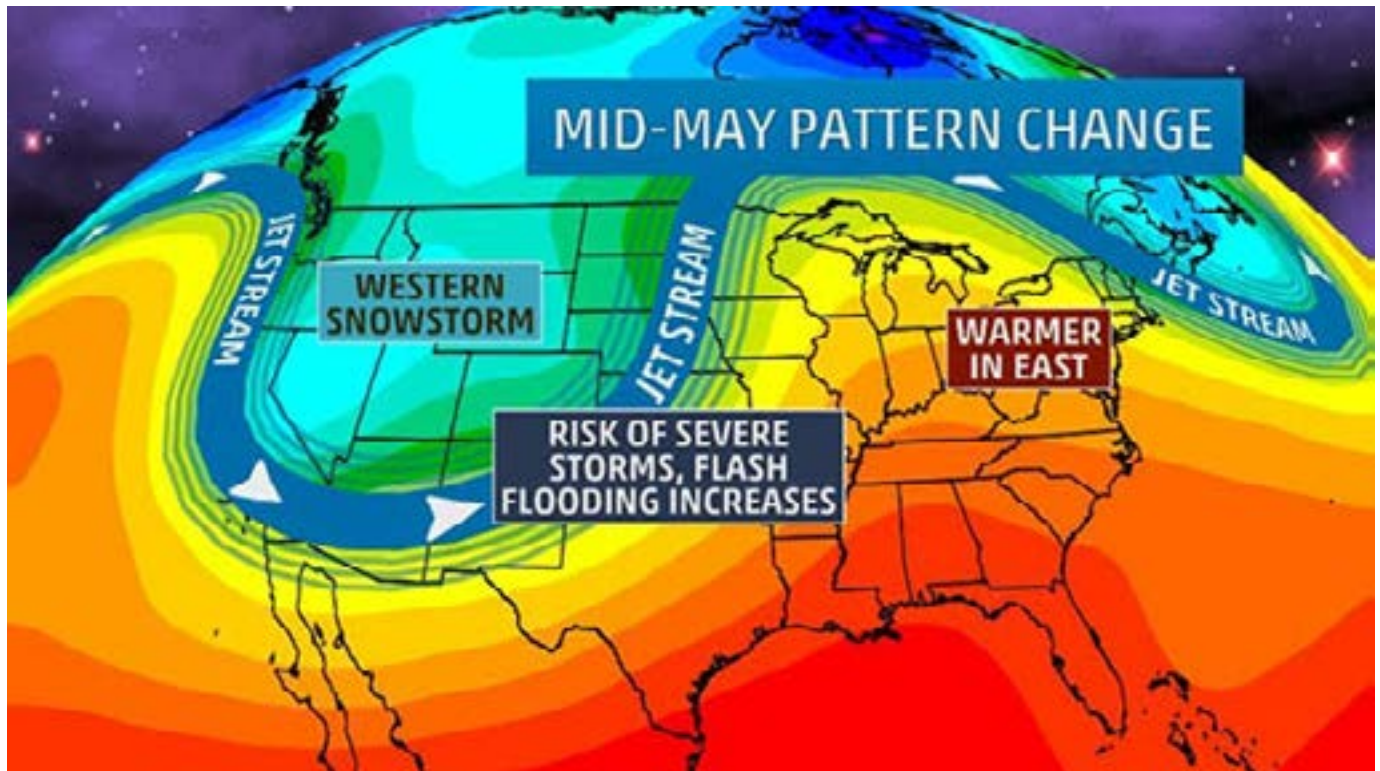 MID-MAY PATTERN CHANGE
JET STREAM
WESTERN
SNOWSTORM
JET STREAM
JET STREAM
WARMER
IN EAST
RISK OF SEVERE
STORMS, FLASH
FLOODING INCREASES